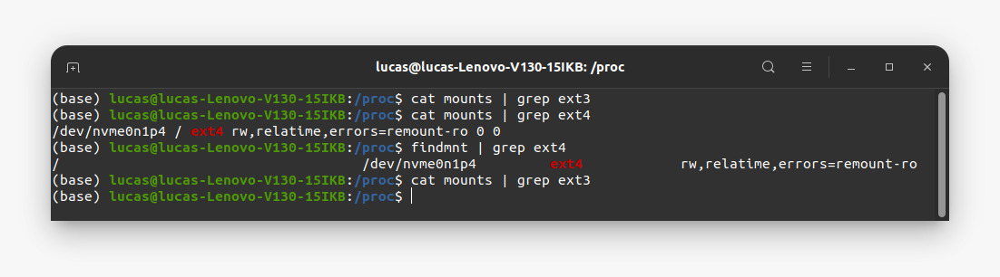 lucas@lucas-Lenovo-V130-15IKB: /proc
(base) lucas@lucas-Lenovo-V130-15IKB:/proc$ cat mounts | grep ext3
(base) lucas@lucas-Lenovo-V130-15IKB:/proc$ cat mounts | grep ext4
/dev/nvme0n1p4 / ext4 rw,relatime,errors=remount-ro 0 0
(base) lucas@lucas-Lenovo-V130-15IKB:/proc$ findmnt | grep ext4
/ /dev/nvme0n1p4 ext4 rw,relatime,errors=remount-ro
(base) lucas@lucas-Lenovo-V130-15IKB:/proc$ cat mounts | grep ext3
(base) lucas@lucas-Lenovo-V130-15IKB:/proc$